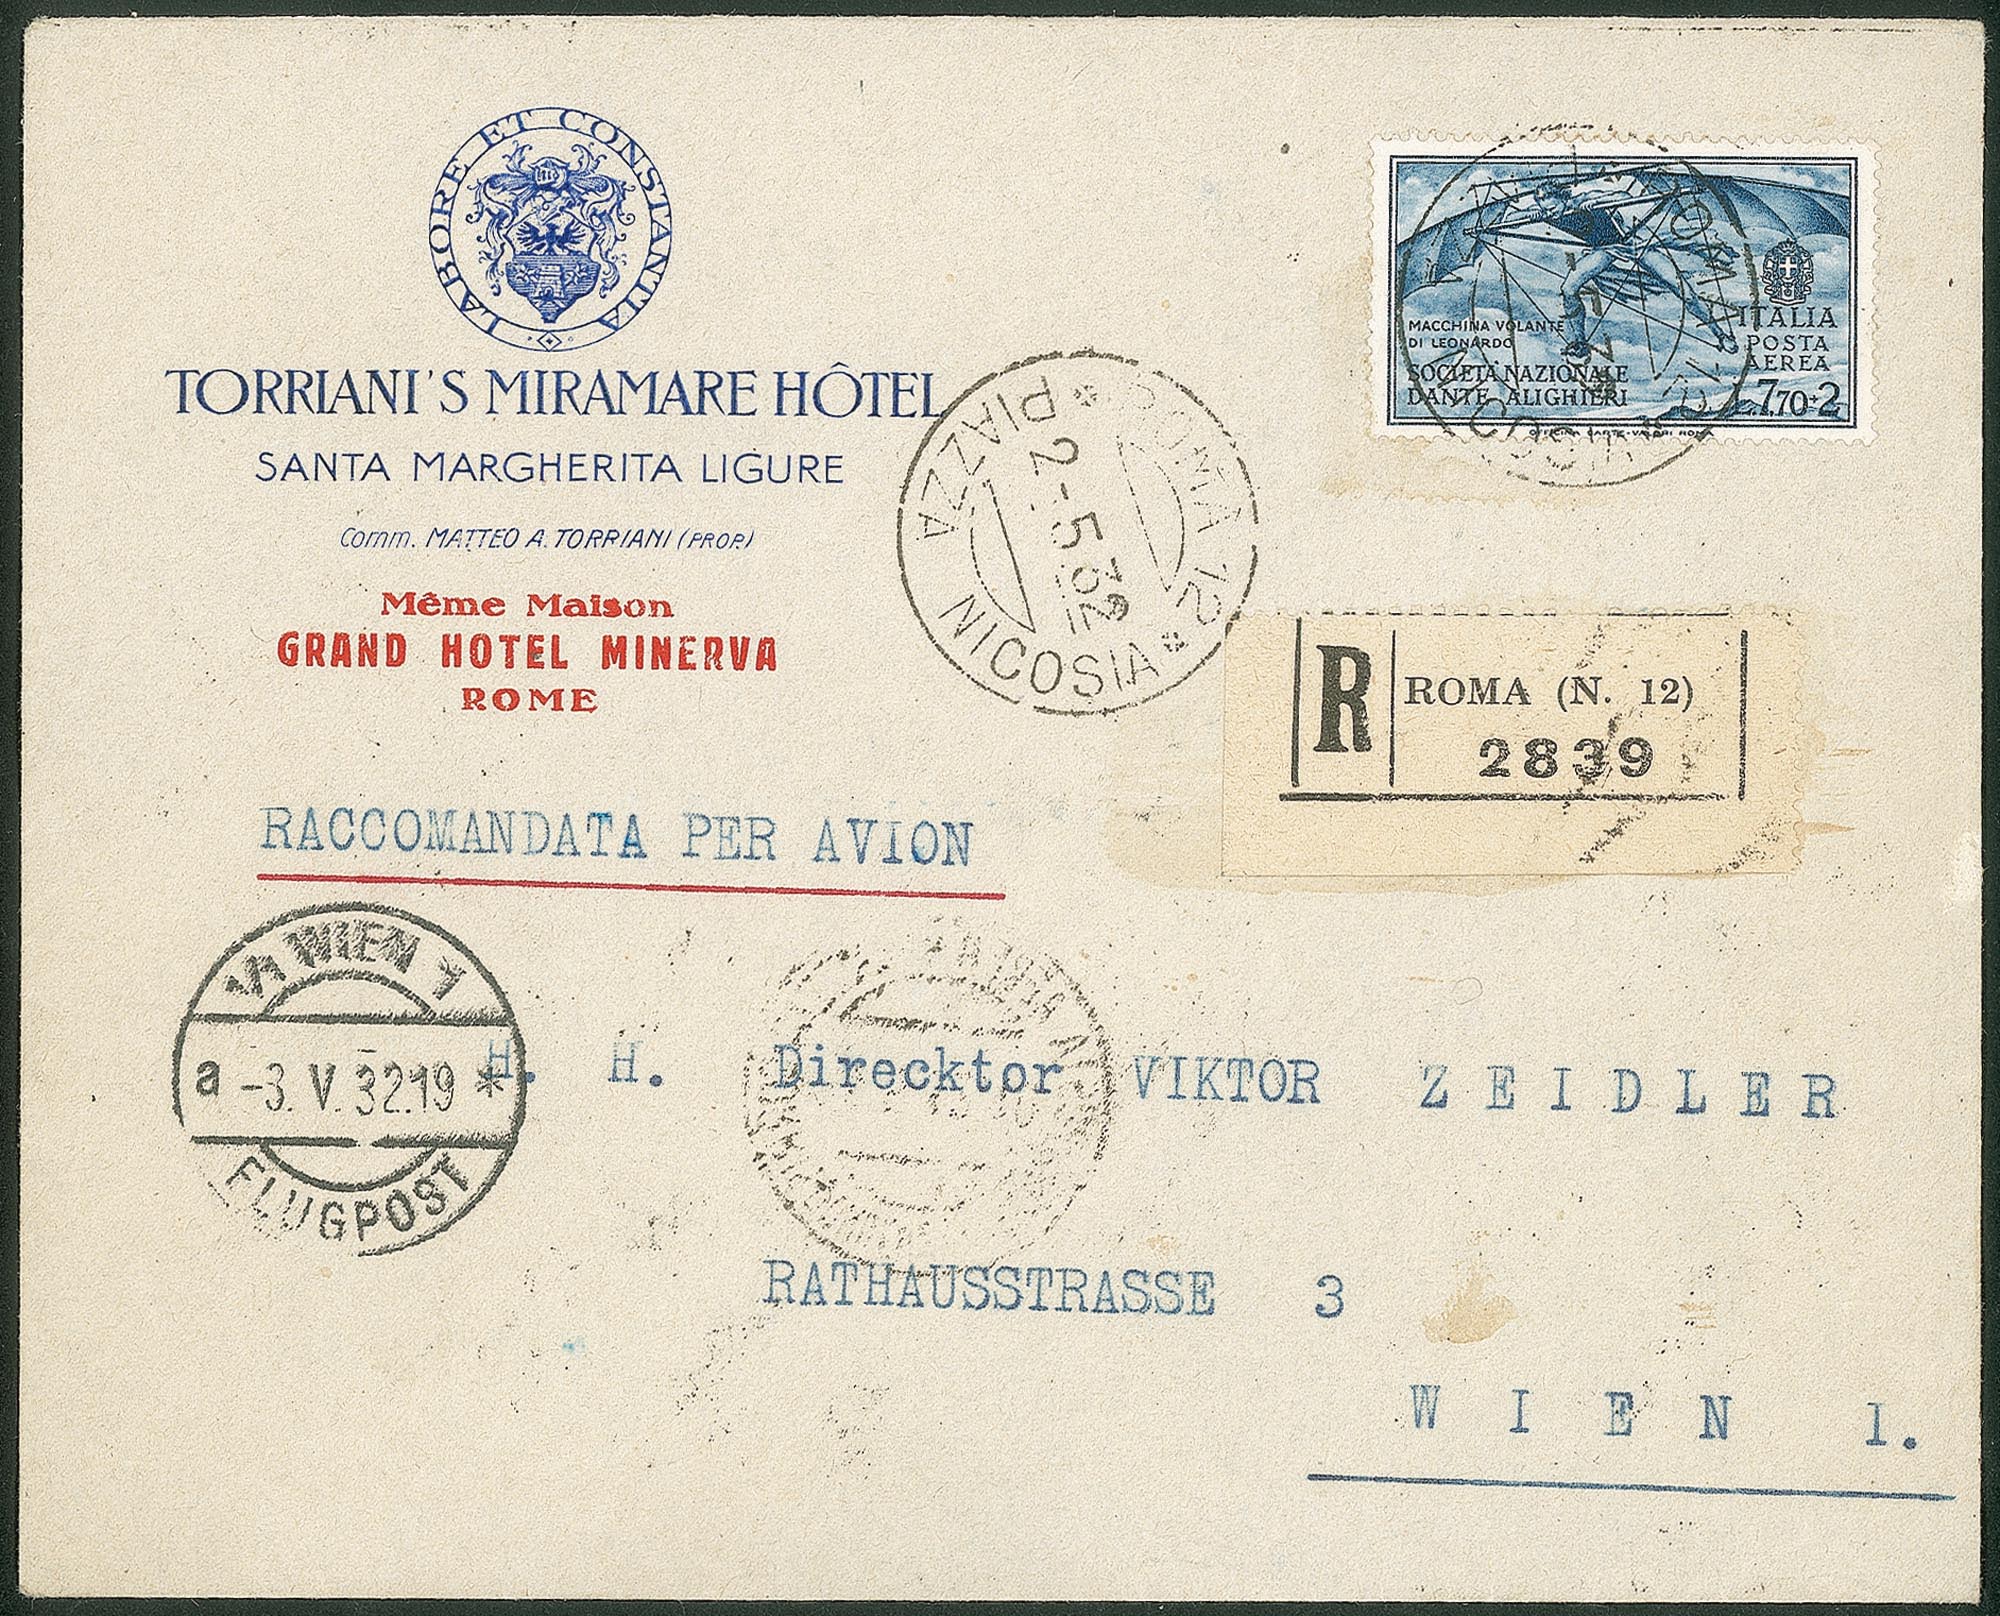 LABORE ET CONSTANTIA
TORRIANI'S MIRAMARE HÔTEL
SANTA MARGHERITA LIGURE
Comm. MATTEO A. TORRIANI (PROP.)
Même Maison
GRAND HOTEL MINERVA
ROME
MACCHINA VOLANTE
DI LEONARDO
SOCIETÀ NAZIONALE
DANTE ALIGHIERI
ITALIA
POSTA
AEREA
L.7,70+2
ROMA 12
PIAZZA NICOSIA
2-5 32
R
ROMA (N. 12)
2839
RACCOMANDATA PER AVION
WIEN 1
a -3.V.32.19 *
FLUGPOST
H. H. Direcktor VIKTOR ZEIDLER
RATHAUSSTRASSE 3
WIEN 1.